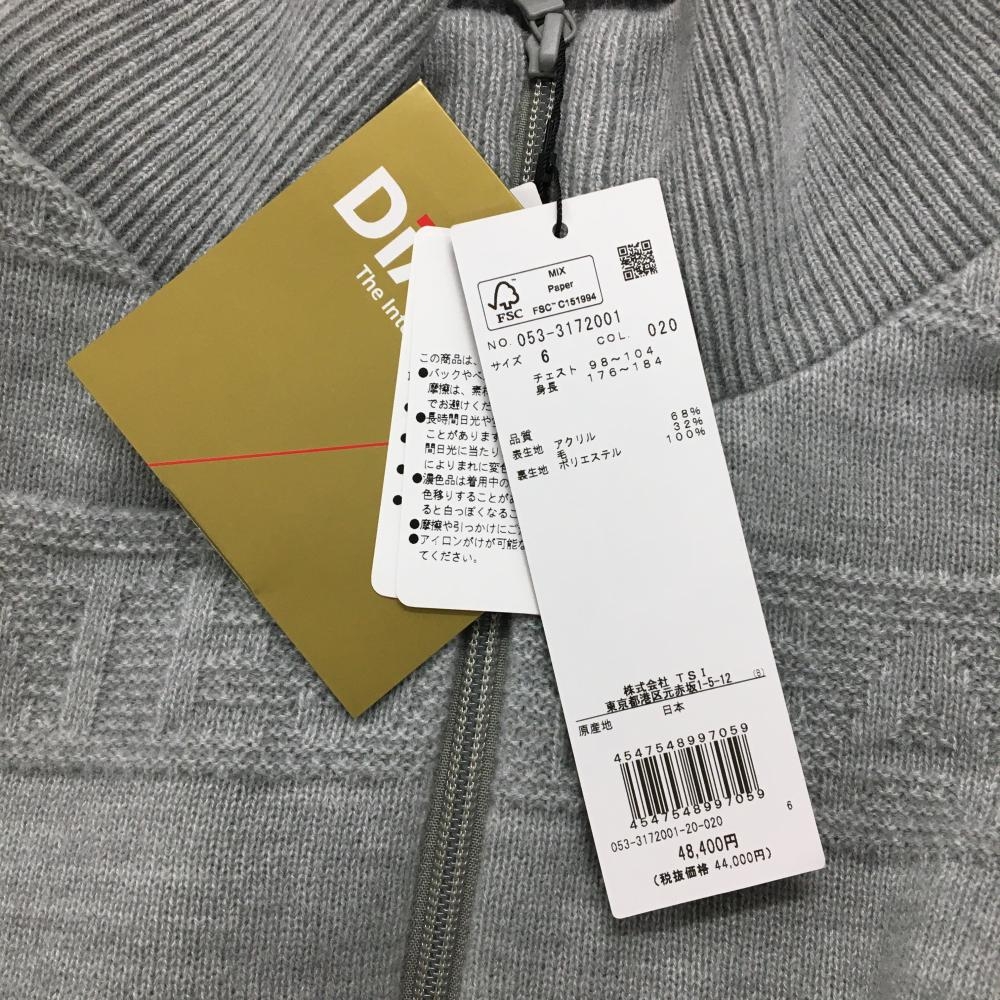 The
この商品は、
●バックやベ
摩擦は、素材
でお避けくだ
●長時間日光や
ことがあります
間日光に当たり
によりまれに変色
●濃色品は着用中の
色移りすることが
ると白っぽくなるこ
●摩擦や引っかけにご
●アイロンがけが可能な
てください。
FSC™
MIX
Paper
FSC™ C151994
NO. 053-3172001
サイズ 6 COL. 020
チェスト 98～104
身長 176～184
品質
表生地 アクリル 68%
毛 32%
裏生地 ポリエステル 100%
株式会社 TSI (8)
東京都港区元赤坂1-5-12
原産地 日本
4547548997059
4547548997059
053-3172001-20-020 6
48,400円
(税抜価格 44,000円)